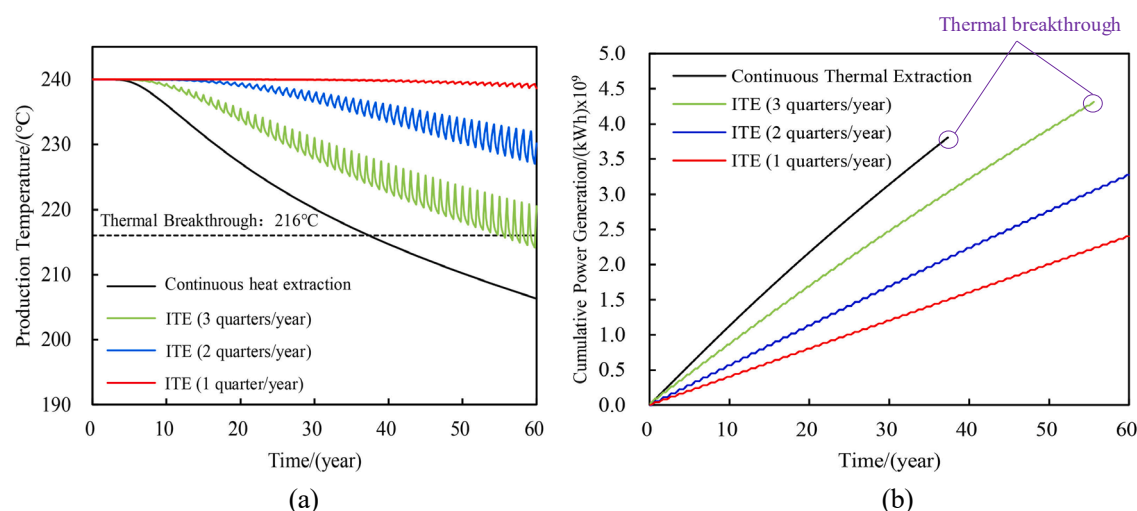 Production Temperature/(℃)
240
230
220
210
200
190
Thermal Breakthrough：216℃
Continuous heat extraction
ITE (3 quarters/year)
ITE (2 quarters/year)
ITE (1 quarter/year)
0
10
20
30
40
50
60
Time/(year)
(a)
Thermal breakthrough
Cumulative Power Generation/(kWh)x10⁹
5.0
4.5
4.0
3.5
3.0
2.5
2.0
1.5
1.0
0.5
0.0
Continuous Thermal Extraction
ITE (3 quarters/year)
ITE (2 quarters/year)
ITE (1 quarters/year)
0
10
20
30
40
50
60
Time/(year)
(b)